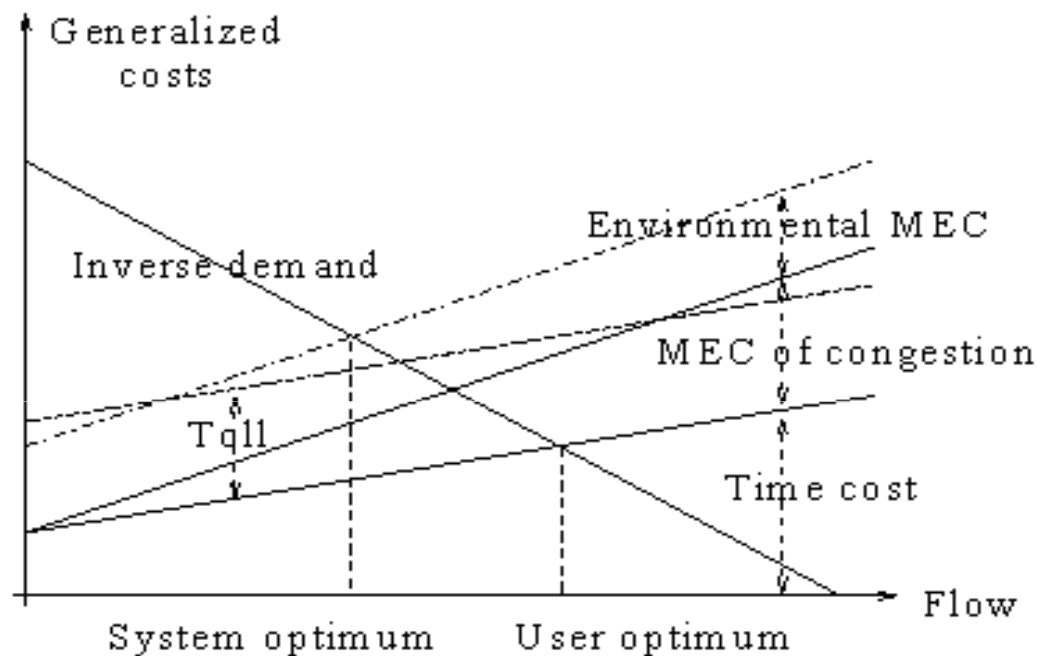 Generalized
costs
Environmental MEC
Inverse demand
MEC of congestion
Toll
Time cost
Flow
System optimum
User optimum